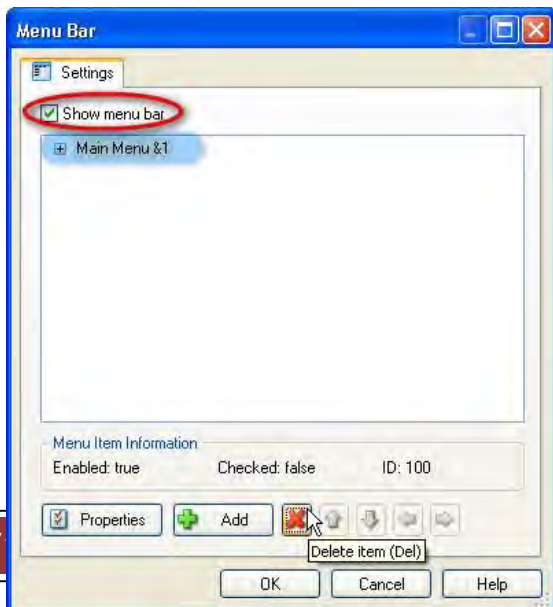 Menu Bar
Settings
Show menu bar
Main Menu &1
Menu Item Information
Enabled: true Checked: false ID: 100
Properties Add
Delete item (Del)
OK Cancel Help